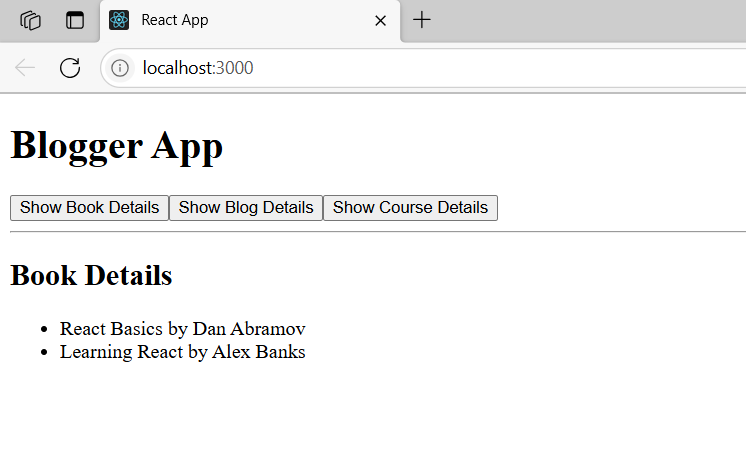 React App
localhost:3000
Blogger App
Show Book Details Show Blog Details Show Course Details
Book Details
• React Basics by Dan Abramov
• Learning React by Alex Banks